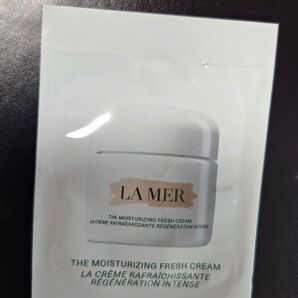 LA MER
THE MOISTURIZING FRESH CREAM
LA CRÈME RAFRAÎCHISSANTE RÉGÉNÉRATION INTENSE
THE MOISTURIZING FRESH CREAM
LA CRÈME RAFRAÎCHISSANTE
RÉGÉNÉRATION INTENSE